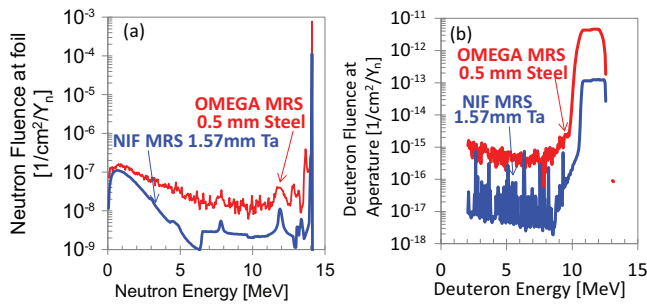 (a)
Neutron Fluence at foil
[1/cm²/Yₙ]
10⁻³
10⁻⁴
10⁻⁵
10⁻⁶
10⁻⁷
10⁻⁸
10⁻⁹
OMEGA MRS
0.5 mm Steel
NIF MRS 1.57mm Ta
0 5 10 15
Neutron Energy [MeV]
(b)
Deuteron Fluence at
Aperature [1/cm²/Yₙ]
10⁻¹¹
10⁻¹²
10⁻¹³
10⁻¹⁴
10⁻¹⁵
10⁻¹⁶
10⁻¹⁷
10⁻¹⁸
OMEGA MRS
0.5 mm Steel
NIF MRS
1.57mm Ta
0 5 10 15
Deuteron Energy [MeV]